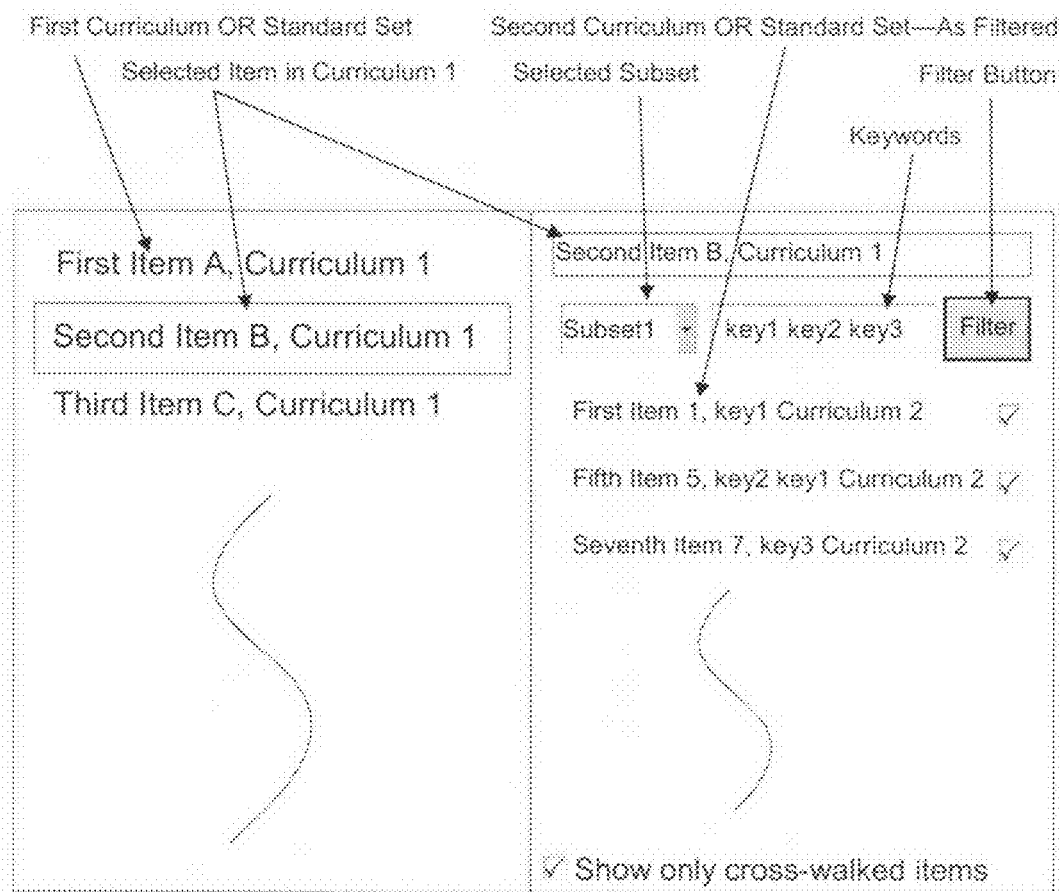 First Curriculum OR Standard Set
Second Curriculum OR Standard Set—As Filtered
Selected Item in Curriculum 1
Selected Subset
Filter Button
Keywords
First Item A, Curriculum 1
Second Item B, Curriculum 1
Third Item C, Curriculum 1
Second Item B, Curriculum 1
Subset1
key1 key2 key3
Filter
First Item 1, key1 Curriculum 2
Fifth Item 5, key2 key1 Curriculum 2
Seventh Item 7, key3 Curriculum 2
Show only cross-walked items